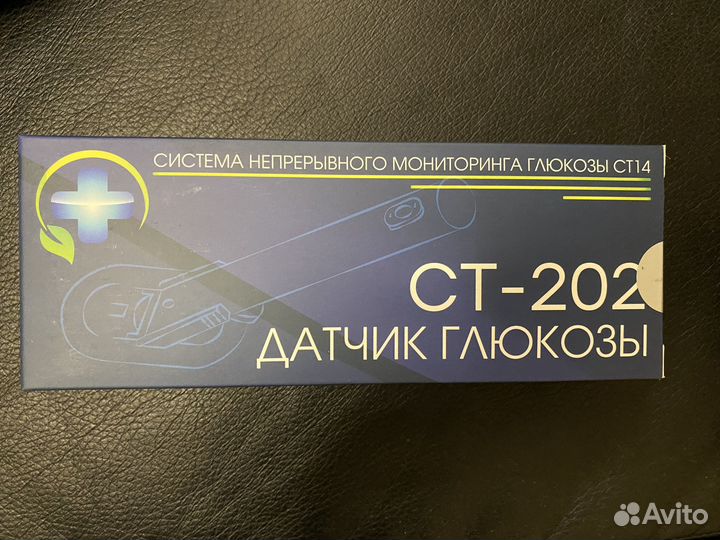 СИСТЕМА НЕПРЕРЫВНОГО МОНИТОРИНГА ГЛЮКОЗЫ СТ14
СТ-202
ДАТЧИК ГЛЮКОЗЫ
Avito